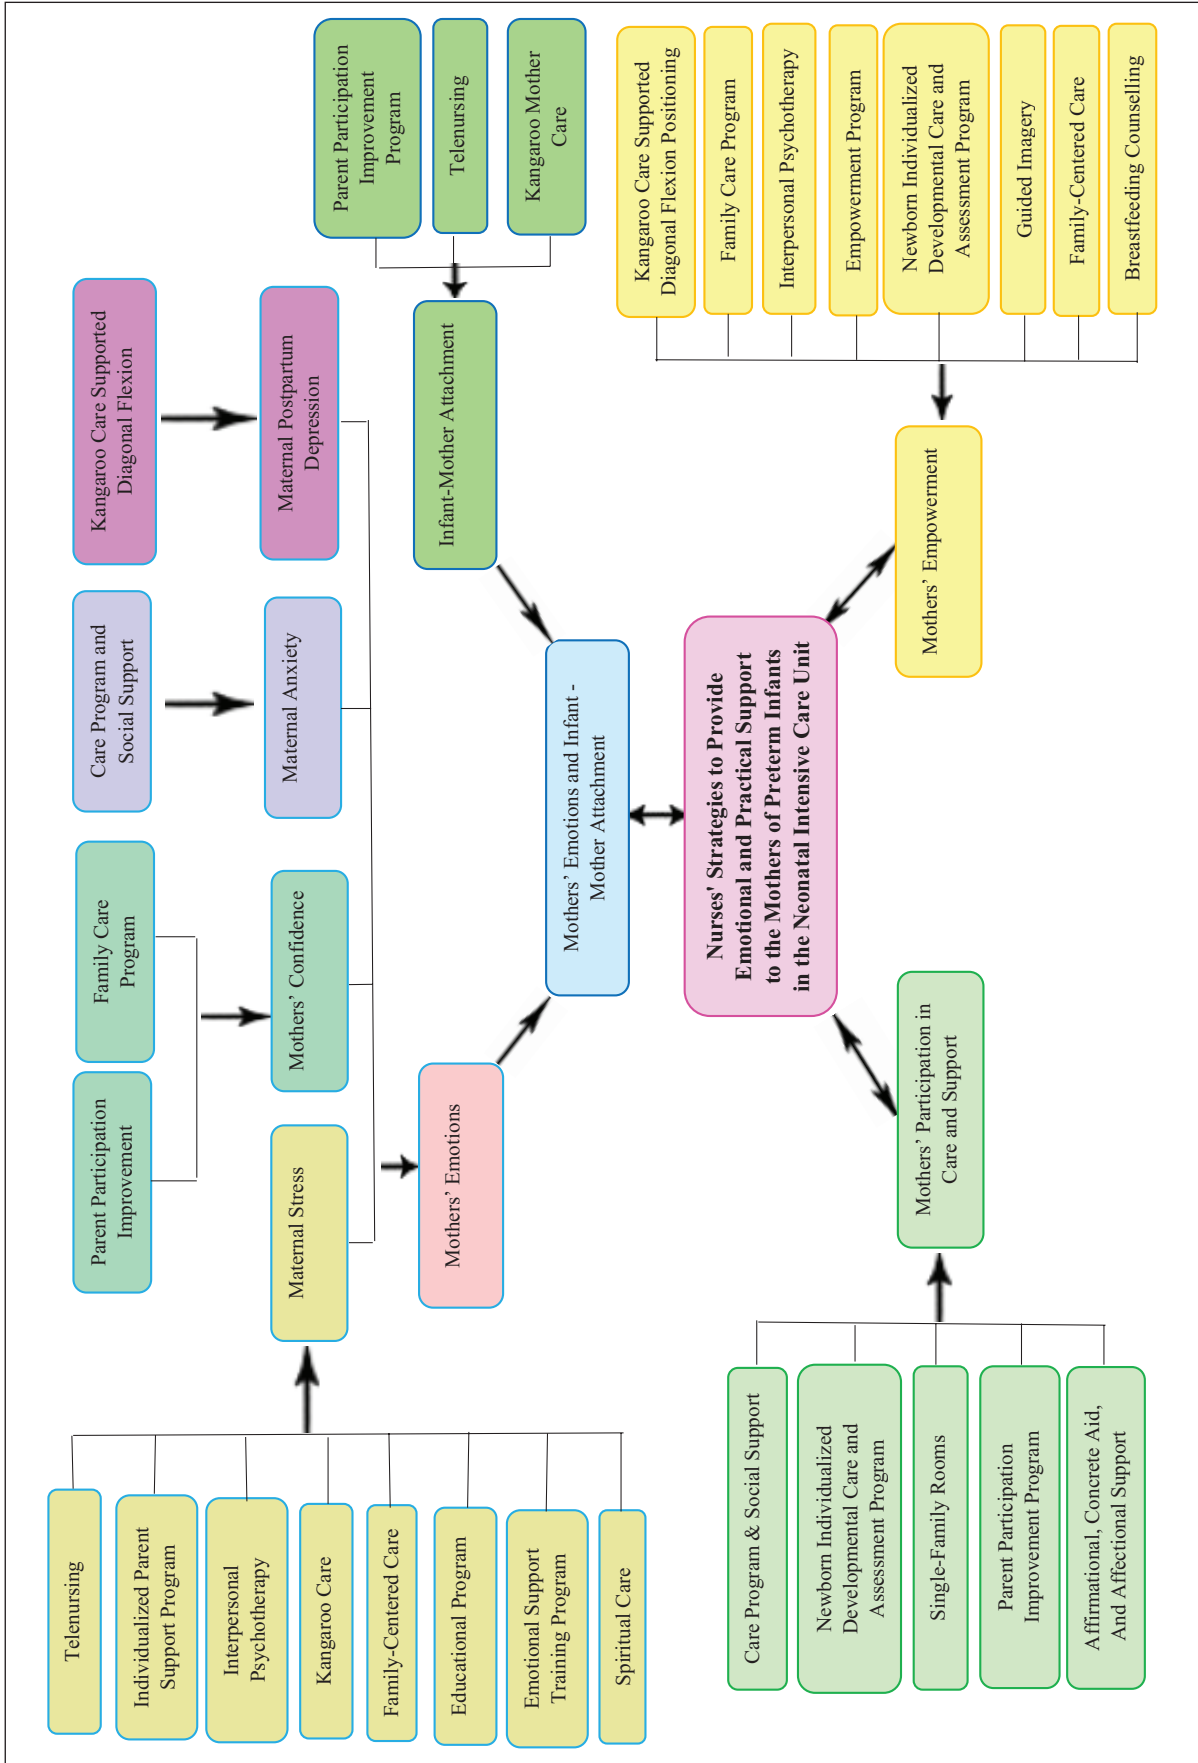 Telenursing
Individualized Parent
Support Program
Interpersonal
Psychotherapy
Kangaroo Care
Family-Centered Care
Educational Program
Emotional Support
Training Program
Spiritual Care
Maternal Stress
Parent Participation
Improvement
Family Care
Program
Mothers’ Confidence
Care Program and
Social Support
Maternal Anxiety
Kangaroo Care Supported
Diagonal Flexion
Maternal Postpartum
Depression
Mothers’ Emotions
Parent Participation
Improvement
Program
Telenursing
Kangaroo Mother
Care
Infant-Mother Attachment
Mothers’ Emotions and Infant -
Mother Attachment
Nurses' Strategies to Provide
Emotional and Practical Support
to the Mothers of Preterm Infants
in the Neonatal Intensive Care Unit
Care Program & Social Support
Newborn Individualized
Developmental Care and
Assessment Program
Single-Family Rooms
Parent Participation
Improvement Program
Affirmational, Concrete Aid,
And Affectional Support
Mothers’ Participation in
Care and Support
Mothers’ Empowerment
Kangaroo Care Supported
Diagonal Flexion Positioning
Family Care Program
Interpersonal Psychotherapy
Empowerment Program
Newborn Individualized
Developmental Care and
Assessment Program
Guided Imagery
Family-Centered Care
Breastfeeding Counselling